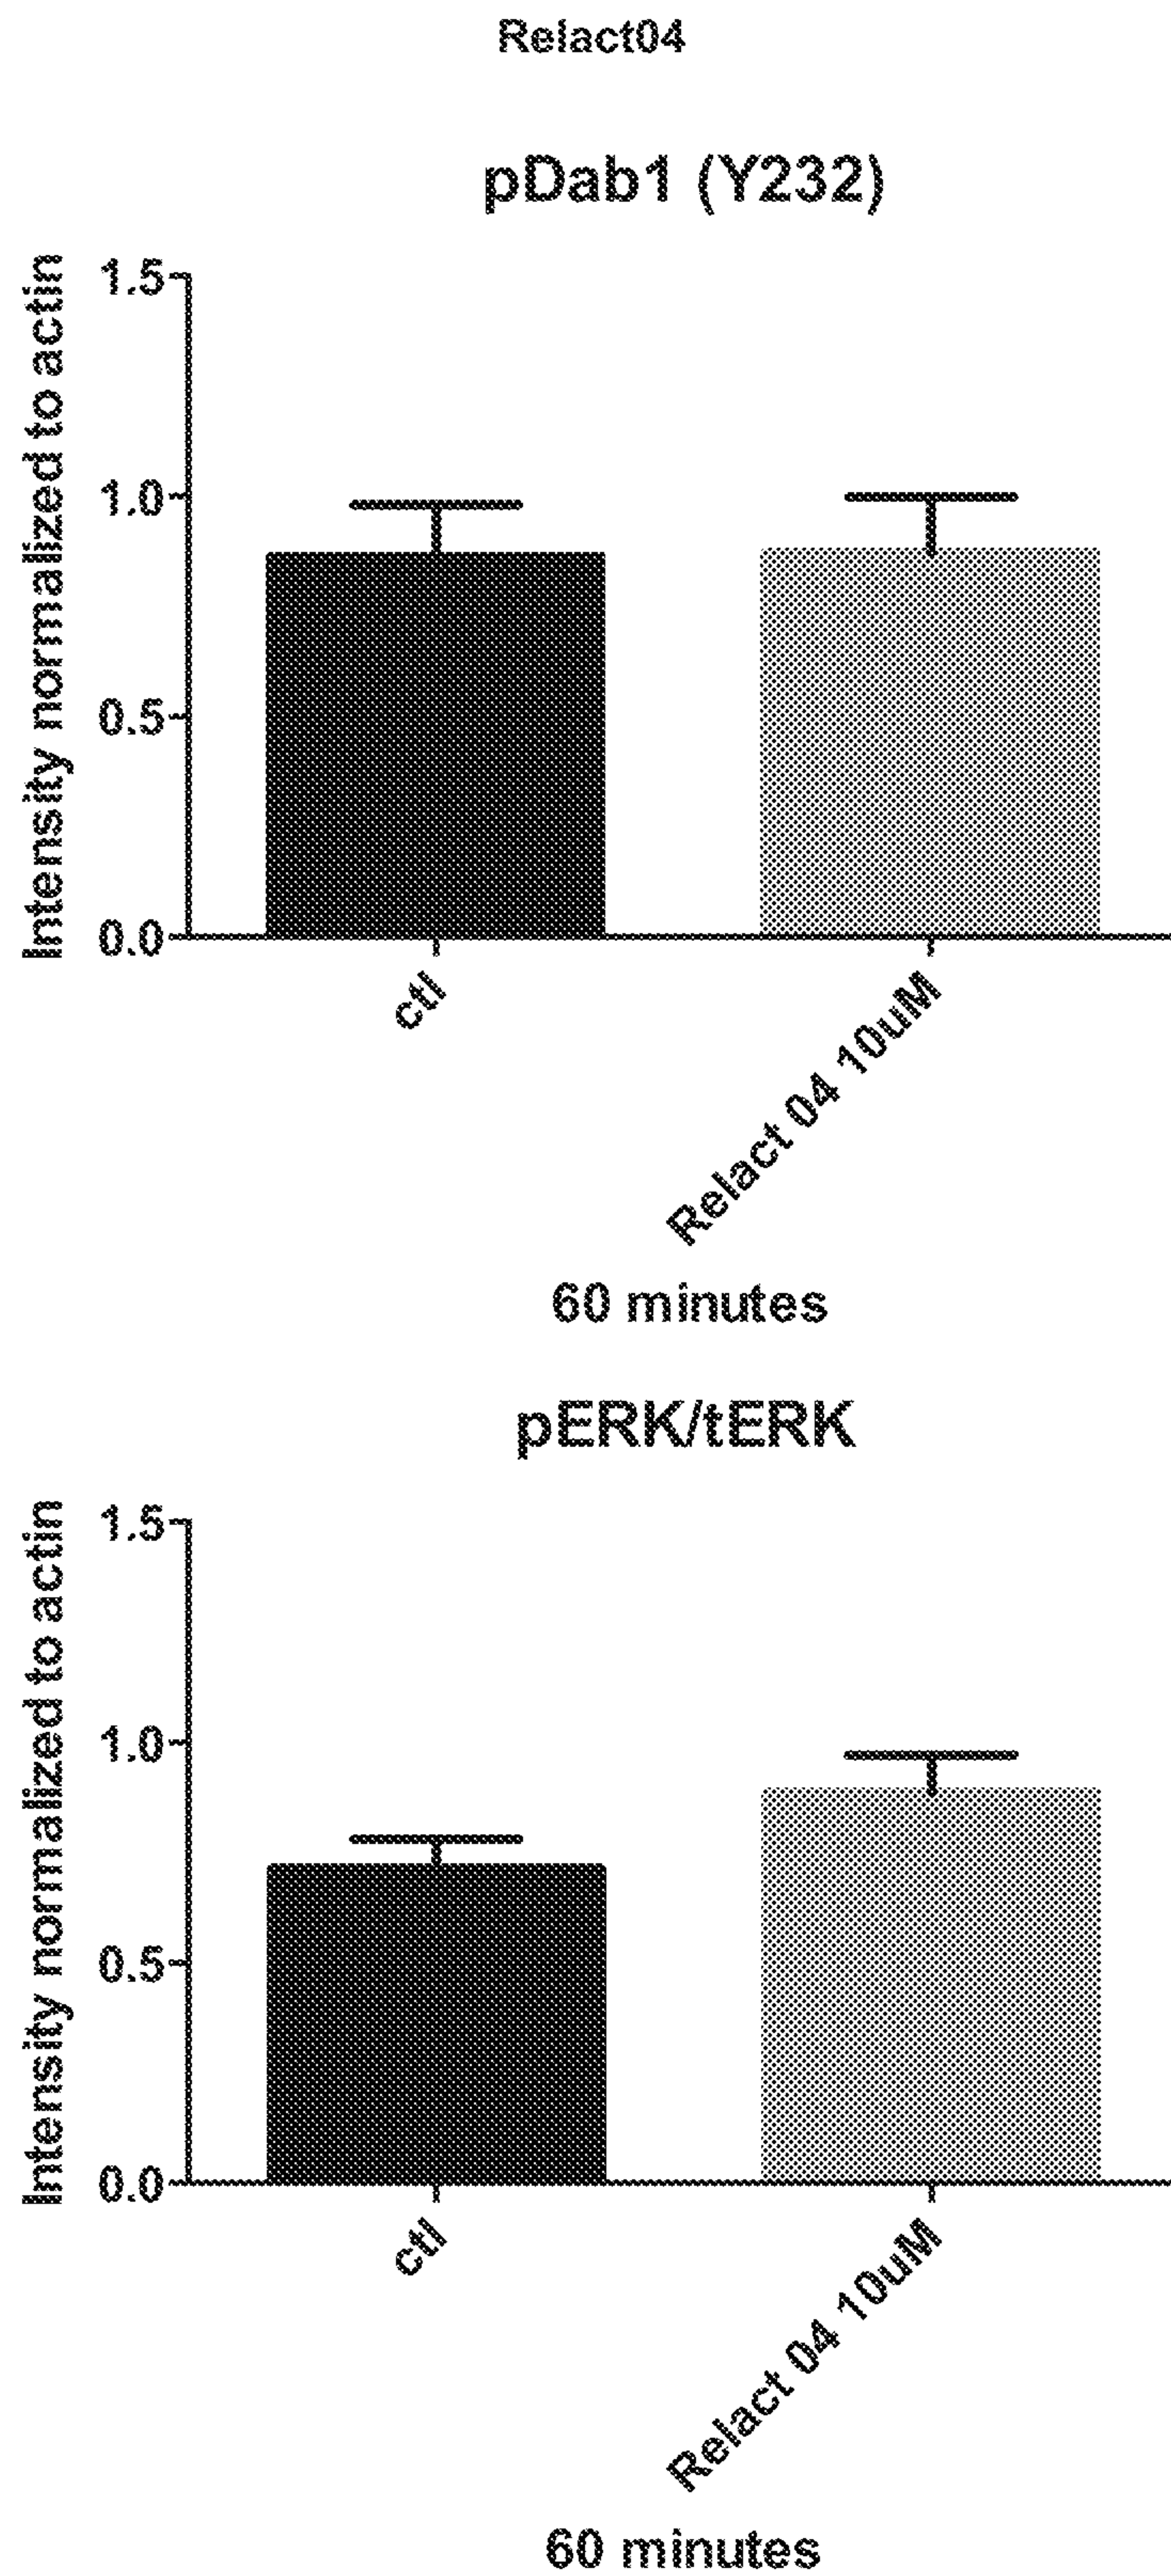 Relact04
pDab1 (Y232)
Intensity normalized to actin
1.5
1.0
0.5
0.0
ctl
Relact 04 10uM
60 minutes
pERK/tERK
Intensity normalized to actin
1.5
1.0
0.5
0.0
ctl
Relact 04 10uM
60 minutes